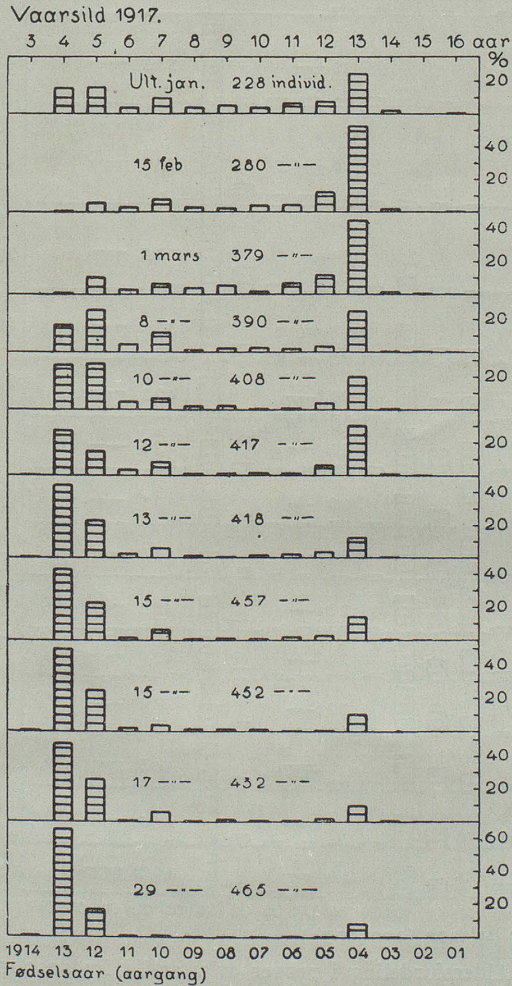 Vaarsild 1917.
3 4 5 6 7 8 9 10 11 12 13 14 15 16 aar
%
Ult. jan. 228 individ.
20
15 feb 280 —"—
40
20
1 mars 379 —"—
40
20
8 —"— 390 —"—
20
10 —"— 408 —"—
20
12 —"— 417 —"—
20
13 —"— 418 —"—
40
20
15 —"— 457 —"—
40
20
15 —"— 452 —"—
40
20
17 —"— 432 —"—
40
20
29 —"— 465 —"—
60
40
20
1914 13 12 11 10 09 08 07 06 05 04 03 02 01
Fødselsaar (aargang)